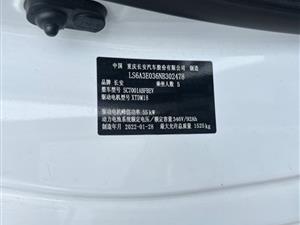 中国 重庆长安汽车股份有限公司 制造
LS6A3E036NB302478
品牌 长安 乘坐人数 5
整车型号 SC7001ABFBEV
驱动电机型号 XTDM18
驱动电机峰值功率 55kW
动力电池系统额定电压/额定容量 346V/92Ah
制造年月 2022-01-28 最大允许总质量 1525kg